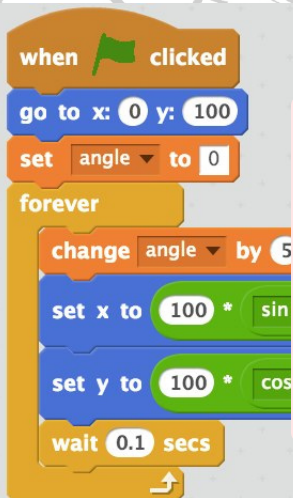 when clicked
go to x: 0 y: 100
set angle to 0
forever
change angle by 5
set x to 100 * sin
set y to 100 * cos
wait 0.1 secs